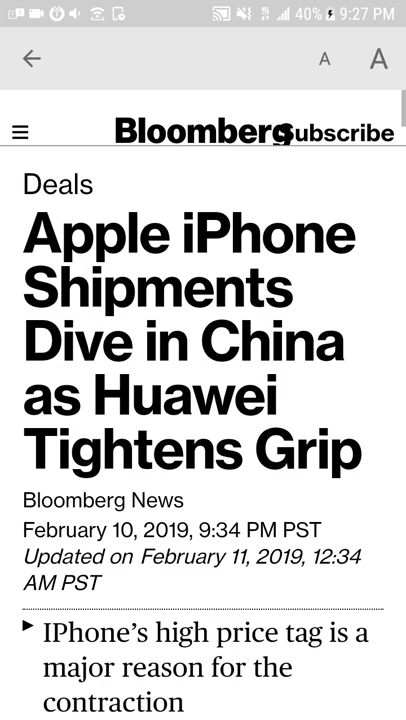 40% 9:27 PM
A A
Bloomberg Subscribe
Deals
Apple iPhone
Shipments
Dive in China
as Huawei
Tightens Grip
Bloomberg News
February 10, 2019, 9:34 PM PST
Updated on February 11, 2019, 12:34
AM PST
IPhone’s high price tag is a
major reason for the
contraction